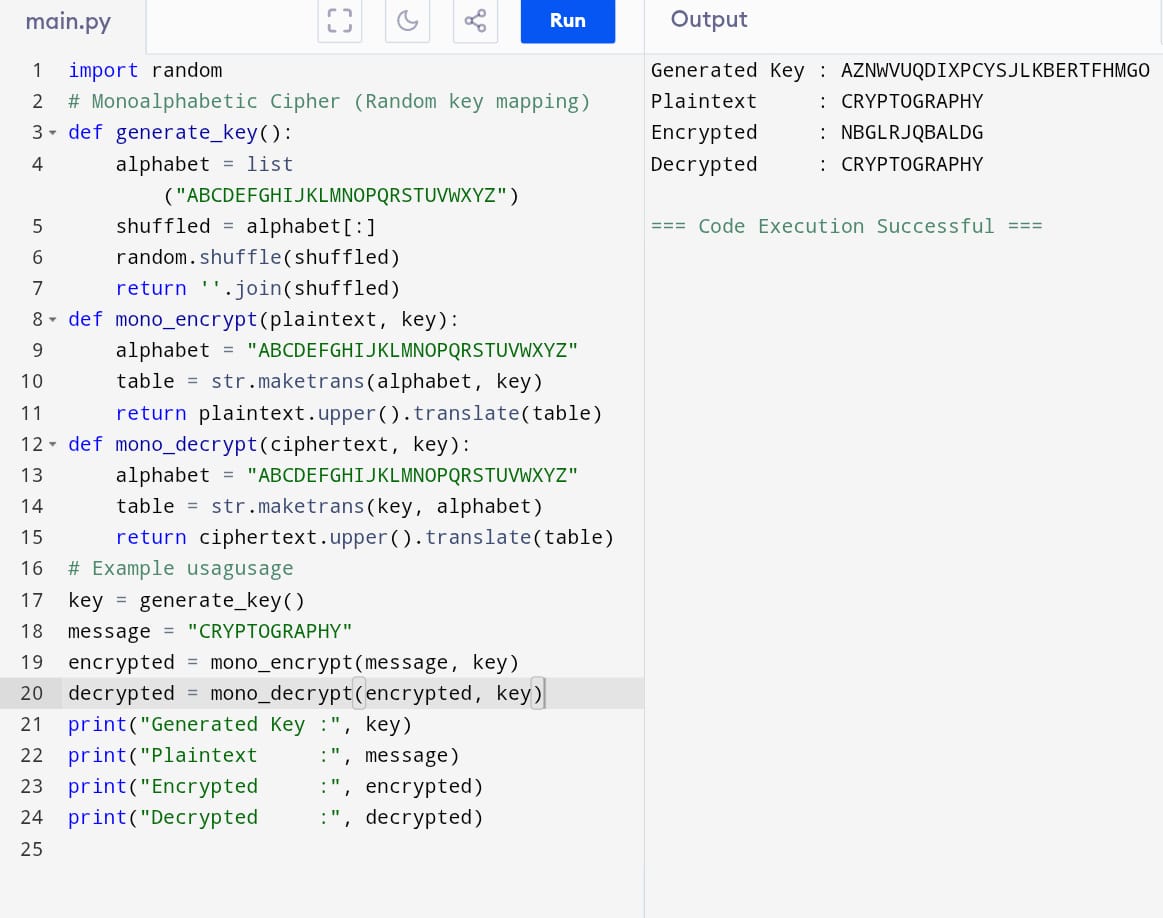 main.py
Run
Output
1 import random
2 # Monoalphabetic Cipher (Random key mapping)
3 def generate_key():
4     alphabet = list
        ("ABCDEFGHIJKLMNOPQRSTUVWXYZ")
5     shuffled = alphabet[:]
6     random.shuffle(shuffled)
7     return ''.join(shuffled)
8 def mono_encrypt(plaintext, key):
9     alphabet = "ABCDEFGHIJKLMNOPQRSTUVWXYZ"
10     table = str.maketrans(alphabet, key)
11     return plaintext.upper().translate(table)
12 def mono_decrypt(ciphertext, key):
13     alphabet = "ABCDEFGHIJKLMNOPQRSTUVWXYZ"
14     table = str.maketrans(key, alphabet)
15     return ciphertext.upper().translate(table)
16 # Example usagusage
17 key = generate_key()
18 message = "CRYPTOGRAPHY"
19 encrypted = mono_encrypt(message, key)
20 decrypted = mono_decrypt(encrypted, key)
21 print("Generated Key :", key)
22 print("Plaintext     :", message)
23 print("Encrypted     :", encrypted)
24 print("Decrypted     :", decrypted)
25
Generated Key : AZNWVUQDIXPCYSJLKBERTFHMGO
Plaintext     : CRYPTOGRAPHY
Encrypted     : NBGLRJQBALDG
Decrypted     : CRYPTOGRAPHY
=== Code Execution Successful ===